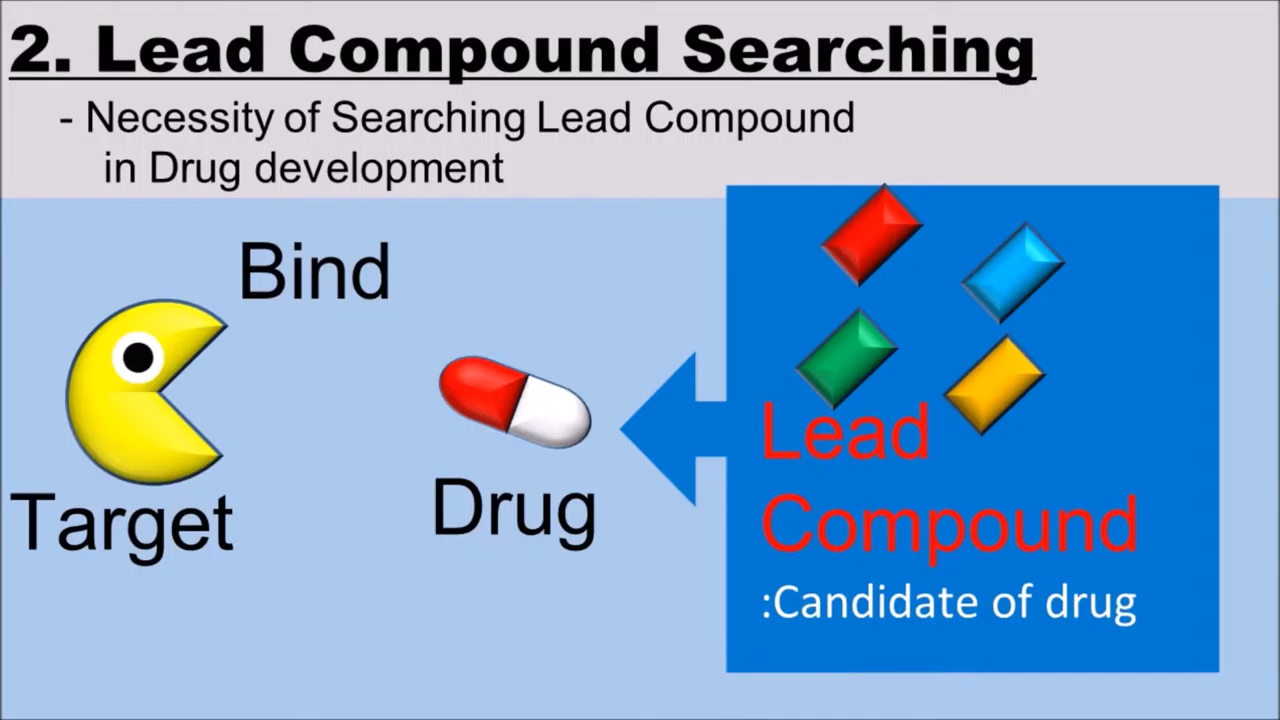 2. Lead Compound Searching
- Necessity of Searching Lead Compound
in Drug development
Bind
Target
Drug
Lead
Compound
:Candidate of drug